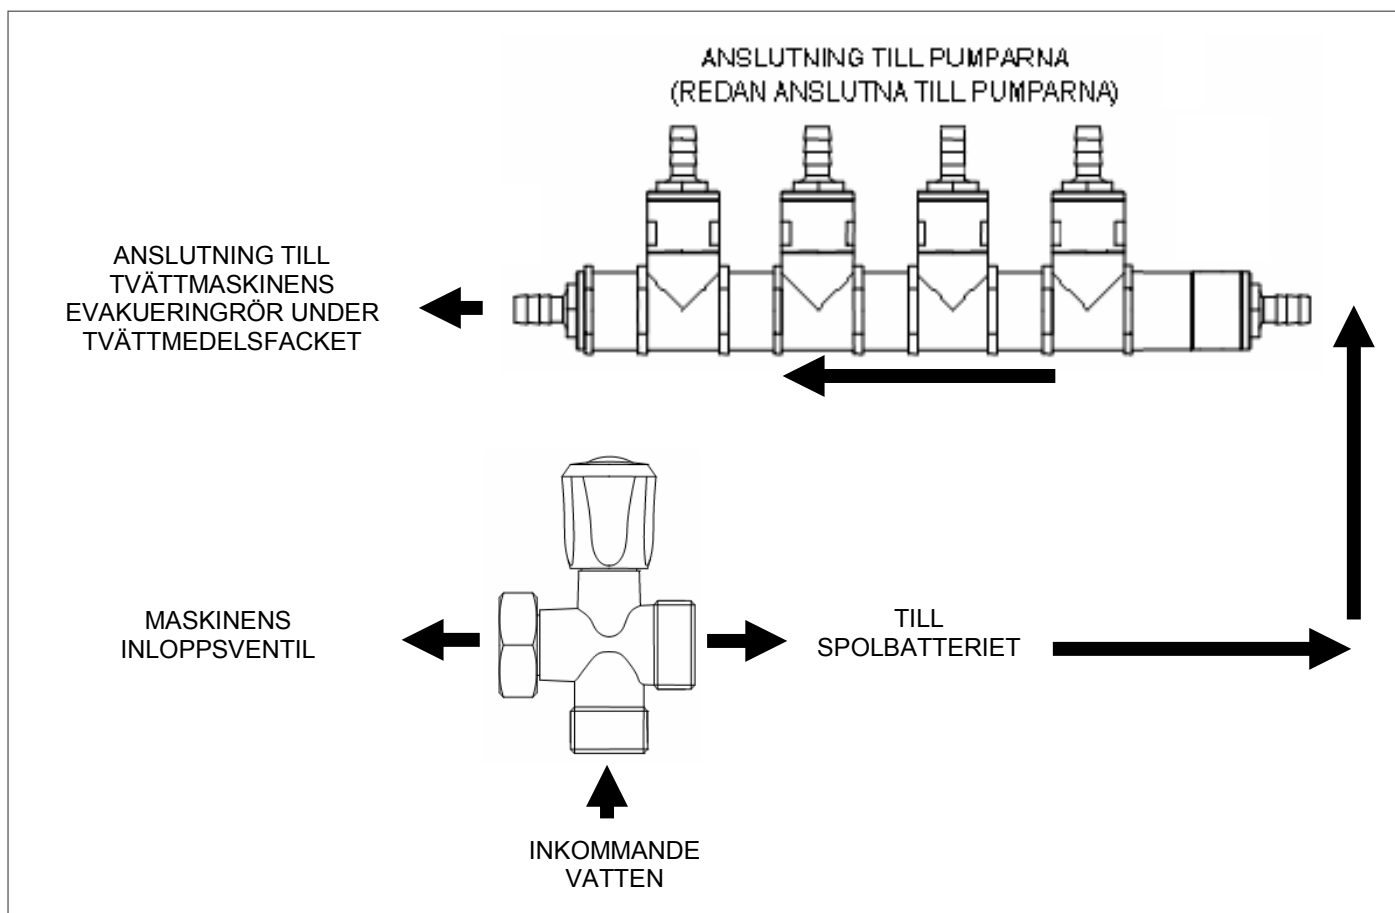 ANSLUTNING TILL PUMPARNA
(REDAN ANSLUTNA TILL PUMPARNA)
ANSLUTNING TILL
TVÄTTMASKINENS
EVAKUERINGRÖR UNDER
TVÄTTMEDELSFACKET
MASKINENS
INLOPPSVENTIL
TILL
SPOLBATTERIET
INKOMMANDE
VATTEN